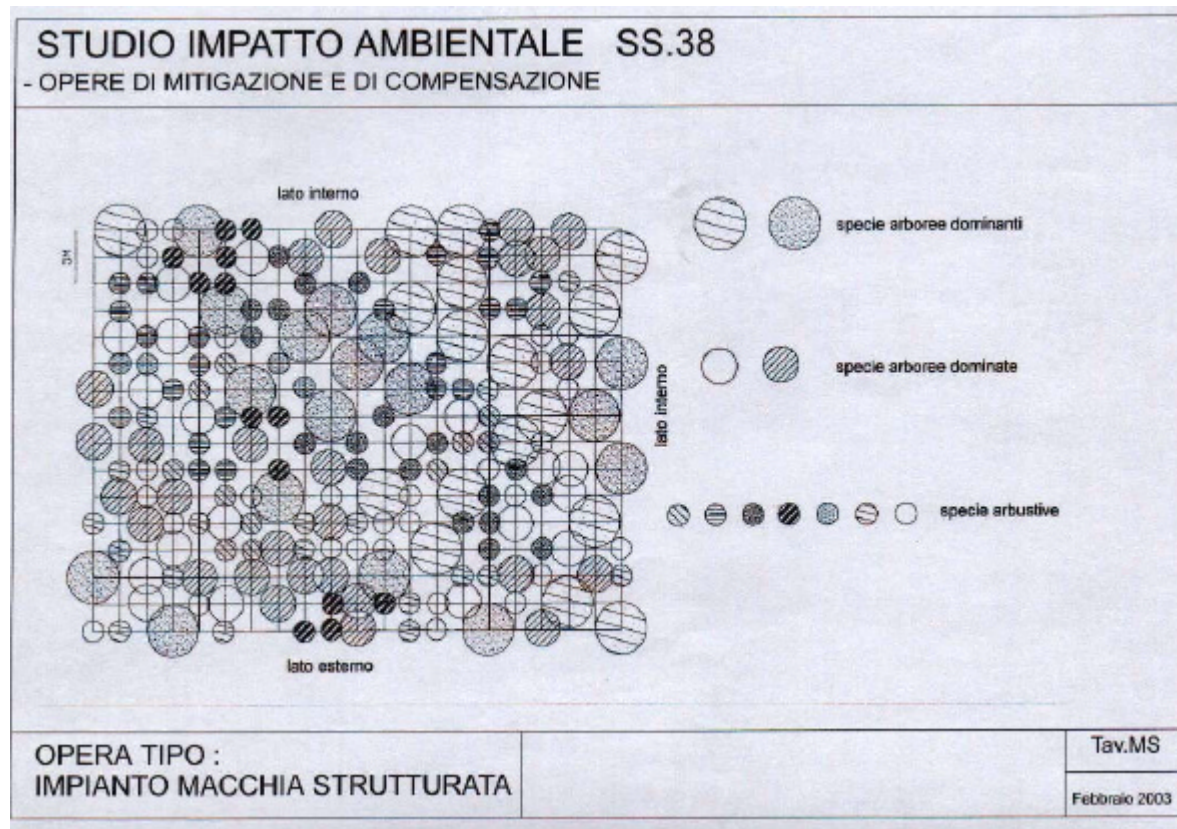 STUDIO IMPATTO AMBIENTALE SS.38
- OPERE DI MITIGAZIONE E DI COMPENSAZIONE
lato interno
specie arboree dominanti
specie arboree dominate
lato interno
specie arbustive
lato esterno
OPERA TIPO :
IMPIANTO MACCHIA STRUTTURATA
Tav.MS
Febbraio 2003